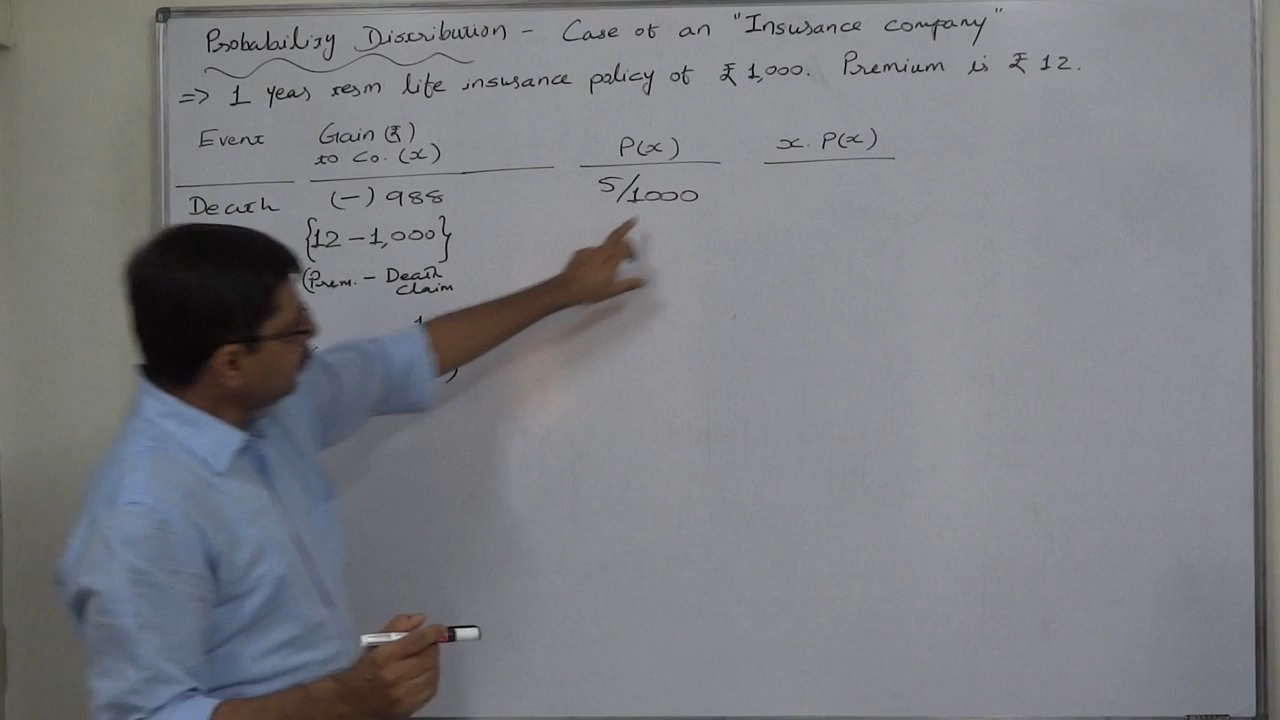 Probability Distribution - Case of an "Insurance company"
=> 1 year term life insurance policy of ₹ 1,000. Premium is ₹ 12.
Event Gain (₹) to Co. (x) P(x) x. P(x)
Death (-) 988 5/1000
{12 - 1,000}
(Prem. - Death
Claim